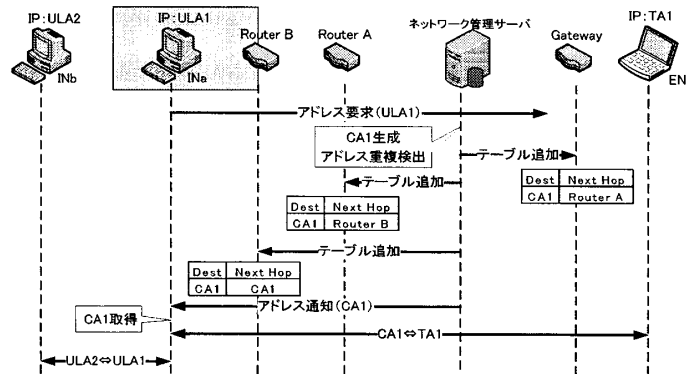 IP:ULA2
IP:ULA1
Router B
Router A
ネットワーク管理サーバ
Gateway
IP:TA1
INb
INa
EN
アドレス要求(ULA1)
CA1生成
アドレス重複検出
テーブル追加
テーブル追加
Dest Next Hop
CA1 Router A
Dest Next Hop
CA1 Router B
テーブル追加
Dest Next Hop
CA1 CA1
アドレス通知(CA1)
CA1取得
CA1⇔TA1
ULA2⇔ULA1